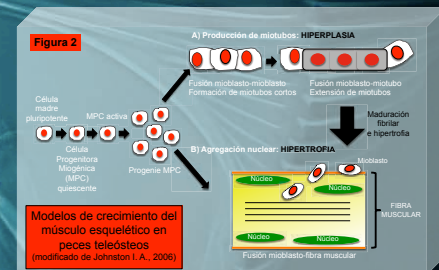 Figura 2
A) Producción de miotubos: HIPERPLASIA
Fusión mioblasto-mioblasto
Formación de miotubos cortos
Fusión mioblasto-miotubo
Extensión de miotubos
Célula
madre
pluripotente
MPC activa
Célula
Progenitora
Miogénica
(MPC)
quiescente
Progenie MPC
Maduración
fibrilar
e hipertrofia
B) Agregación nuclear: HIPERTROFIA
Mioblasto
Núcleo
Núcleo
Núcleo
Núcleo
FIBRA
MUSCULAR
Fusión mioblasto-fibra muscular
Modelos de crecimiento del
músculo esquelético en
peces teleósteos
(modificado de Johnston I. A., 2006)